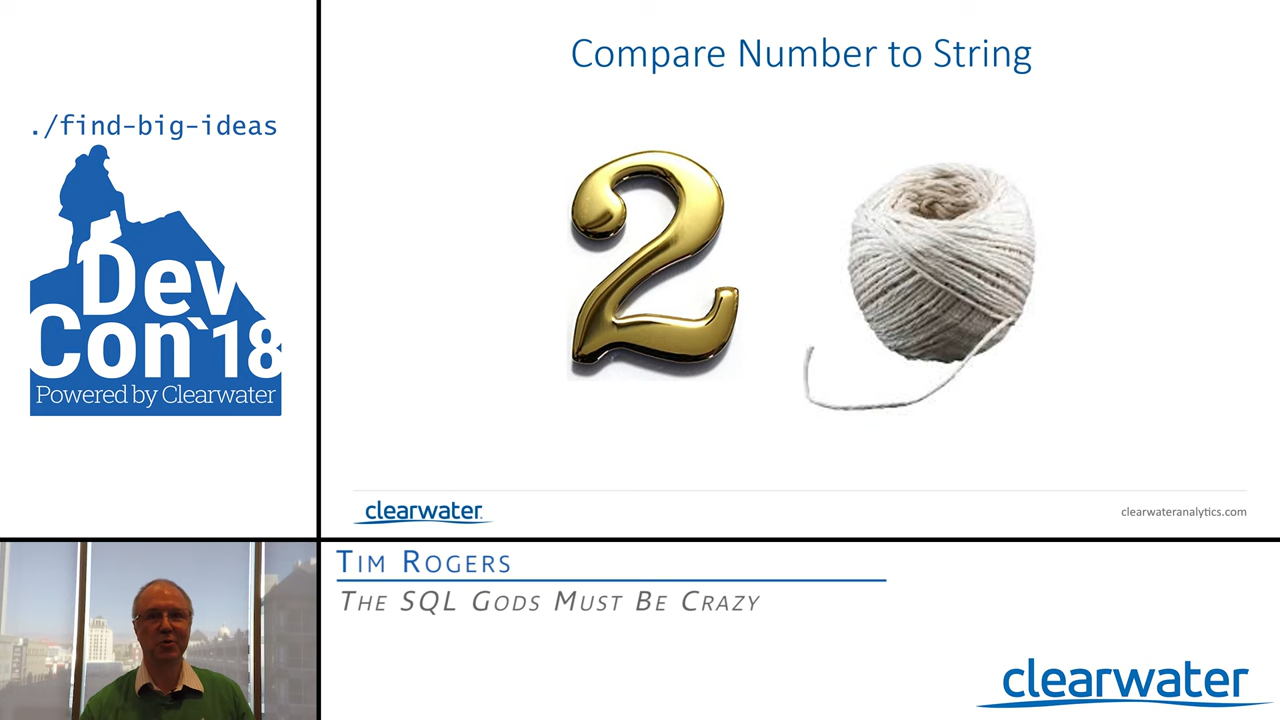 ./find-big-ideas
Dev
Con`18
Powered by Clearwater
Compare Number to String
2
clearwater
clearwateranalytics.com
TIM ROGERS
THE SQL GODS MUST BE CRAZY
clearwater